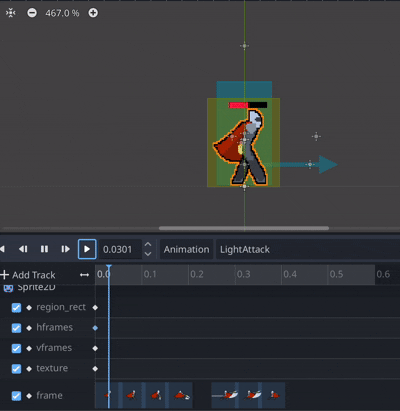 467.0 %
0.0301
Animation
LightAttack
Add Track
0.0 0.1 0.2 0.3 0.4 0.5 0.6
Sprite2D
region_rect
hframes
vframes
texture
frame